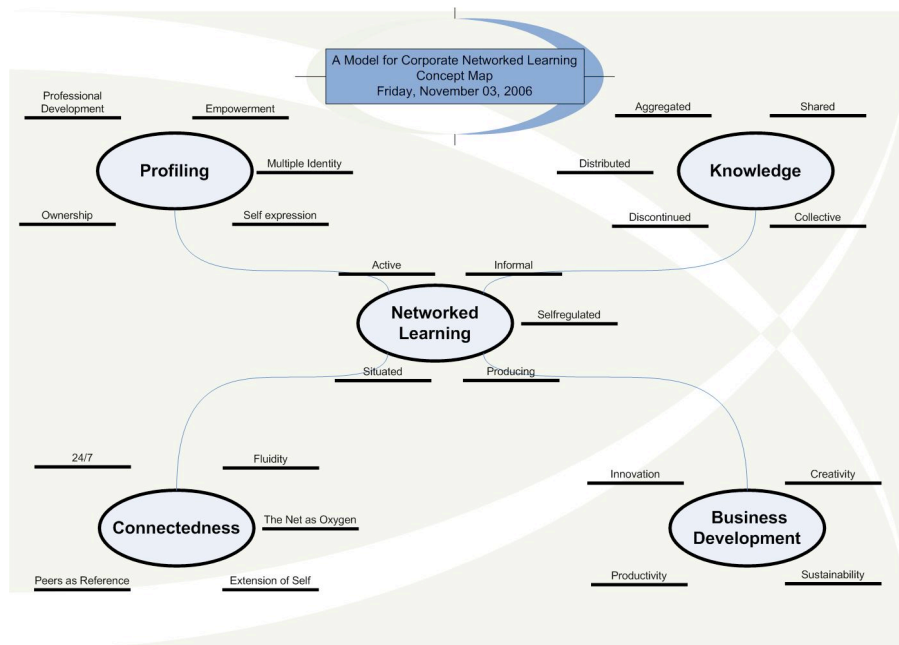 A Model for Corporate Networked Learning
Concept Map
Friday, November 03, 2006
Professional
Development
Empowerment
Profiling
Multiple Identity
Ownership
Self expression
Aggregated
Shared
Distributed
Knowledge
Discontinued
Collective
Active
Informal
Networked
Learning
Selfregulated
Situated
Producing
24/7
Fluidity
Connectedness
The Net as Oxygen
Peers as Reference
Extension of Self
Innovation
Creativity
Business
Development
Productivity
Sustainability